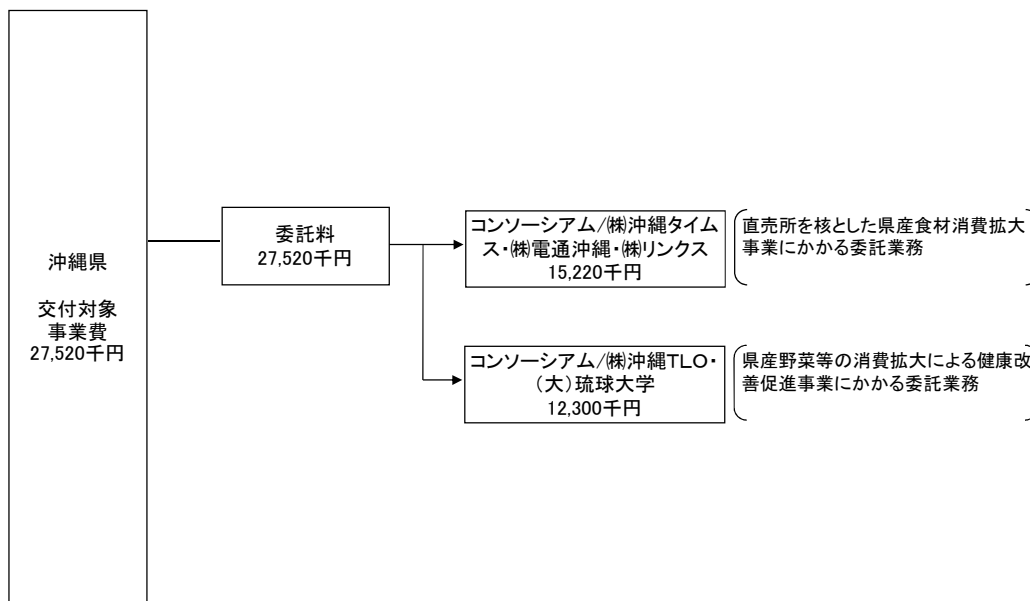 沖縄県
交付対象
事業費
27,520千円
委託料
27,520千円
コンソーシアム/㈱沖縄タイム
ス・㈱電通沖縄・㈱リンクス
15,220千円
直売所を核とした県産食材消費拡大
事業にかかる委託業務
コンソーシアム/㈱沖縄TLO・
(大)琉球大学
12,300千円
県産野菜等の消費拡大による健康改
善促進事業にかかる委託業務